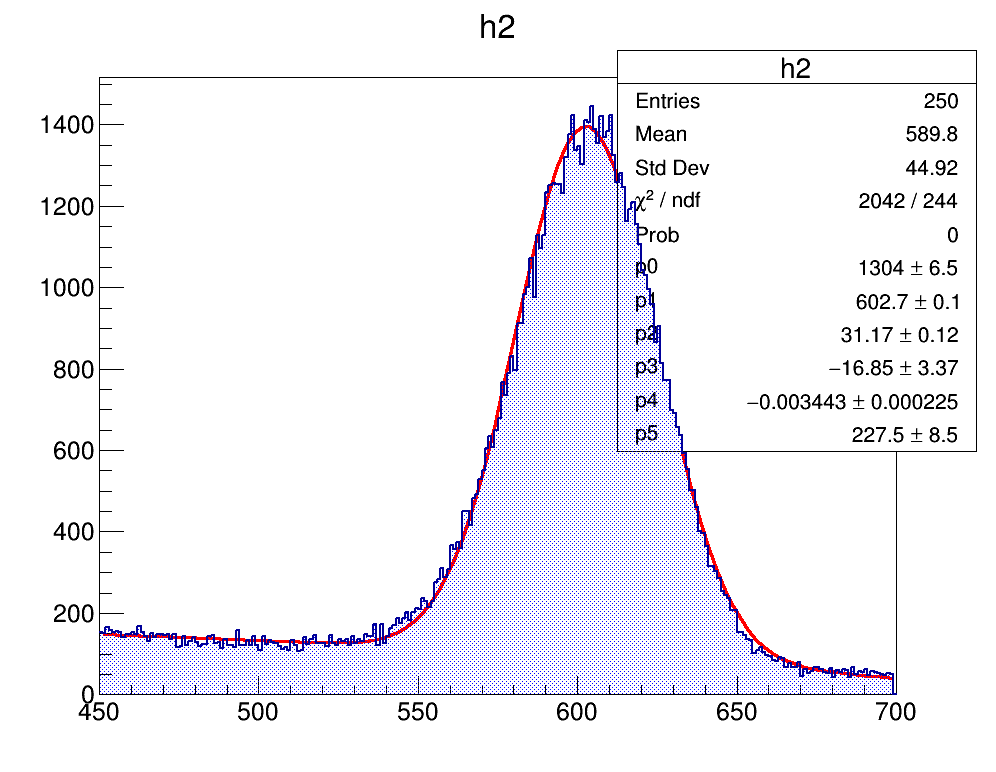 h2
h2
Entries 250
Mean 589.8
Std Dev 44.92
χ² / ndf 2042 / 244
Prob 0
p0 1304 ± 6.5
p1 602.7 ± 0.1
p2 31.17 ± 0.12
p3 −16.85 ± 3.37
p4 −0.003443 ± 0.000225
p5 227.5 ± 8.5
1400
1200
1000
800
600
400
200
0
450 500 550 600 650 700